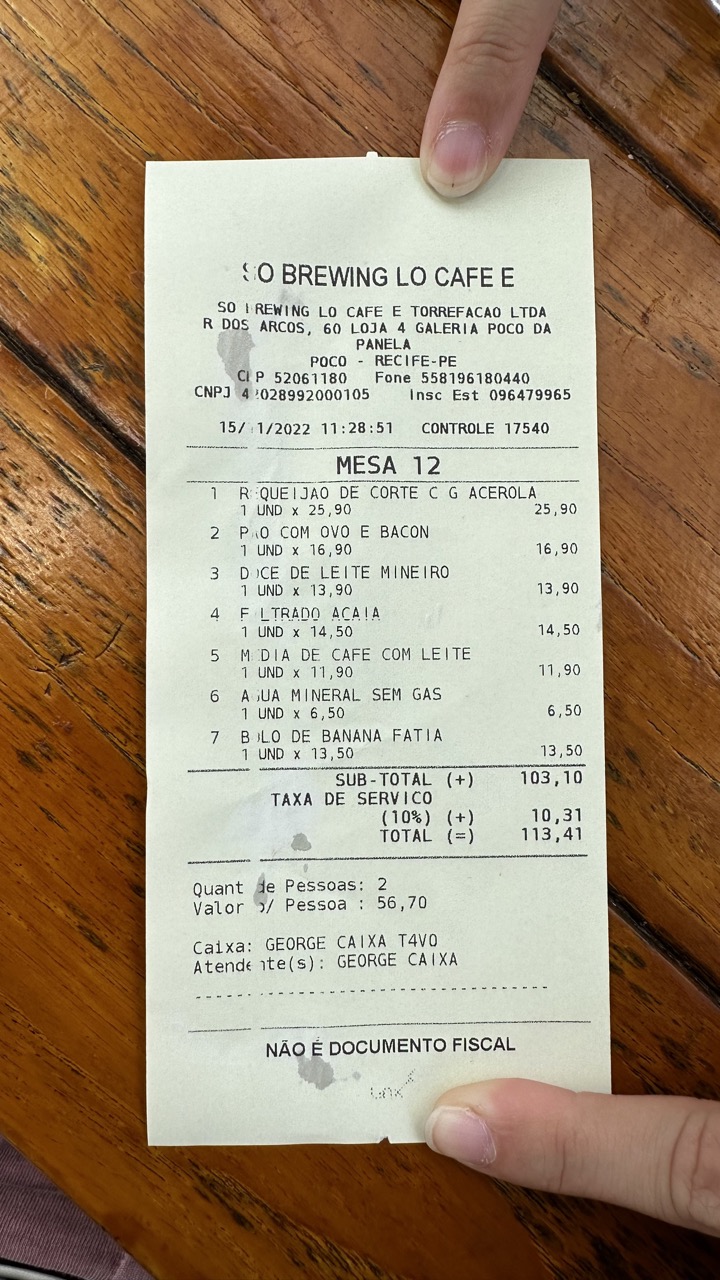 SO BREWING LO CAFE E
SO BREWING LO CAFE E TORREFACAO LTDA
R DOS ARCOS, 60 LOJA 4 GALERIA POCO DA
PANELA
POCO - RECIFE-PE
CEP 52061180 Fone 558196180440
CNPJ Insc Est 096479965
11:28:51 CONTROLE 17540
MESA 12
1 REQUEIJAO DE CORTE C G ACEROLA
1 UND x 25,90 25,90
2 PAO COM OVO E BACON
1 UND x 16,90 16,90
3 DOCE DE LEITE MINEIRO
1 UND x 13,90 13,90
4 FILTRADO ACAIA
1 UND x 14,50 14,50
5 MEDIA DE CAFE COM LEITE
1 UND x 11,90 11,90
6 AGUA MINERAL SEM GAS
1 UND x 6,50 6,50
7 BOLO DE BANANA FATIA
1 UND x 13,50 13,50
SUB-TOTAL (+) 103,10
TAXA DE SERVICO
(10%) (+) 10,31
TOTAL (=) 113,41
Quant de Pessoas: 2
Valor p/ Pessoa : 56,70
Caixa: GEORGE CAIXA T4VO
Atendente(s): GEORGE CAIXA
--------------------------------------
NÃO É DOCUMENTO FISCAL